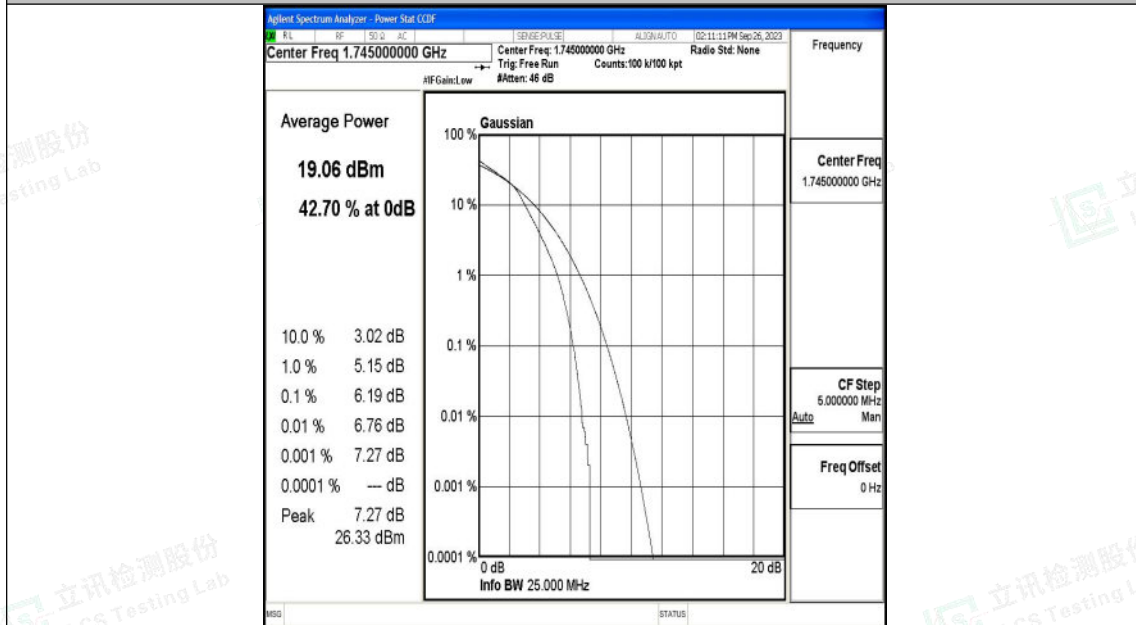 Agilent Spectrum Analyzer - Power Stat CCDF
RL RF 50 Ω AC SENSE:PULSE ALIGNAUTO 02:11:11 PM Sep 26, 2023
Center Freq 1.745000000 GHz
Center Freq: 1.745000000 GHz Radio Std: None
Trig: Free Run Counts:100 k/100 kpt
#IFGain:Low #Atten: 46 dB
Frequency
Average Power
19.06 dBm
42.70 % at 0dB
10.0 % 3.02 dB
1.0 % 5.15 dB
0.1 % 6.19 dB
0.01 % 6.76 dB
0.001 % 7.27 dB
0.0001 % --- dB
Peak 7.27 dB
26.33 dBm
Gaussian
100 %
10 %
1 %
0.1 %
0.01 %
0.001 %
0.0001 %
0 dB 20 dB
Info BW 25.000 MHz
Center Freq
1.745000000 GHz
CF Step
5.000000 MHz
Auto Man
Freq Offset
0 Hz
MSG STATUS
立讯检测股份
LCS Testing Lab